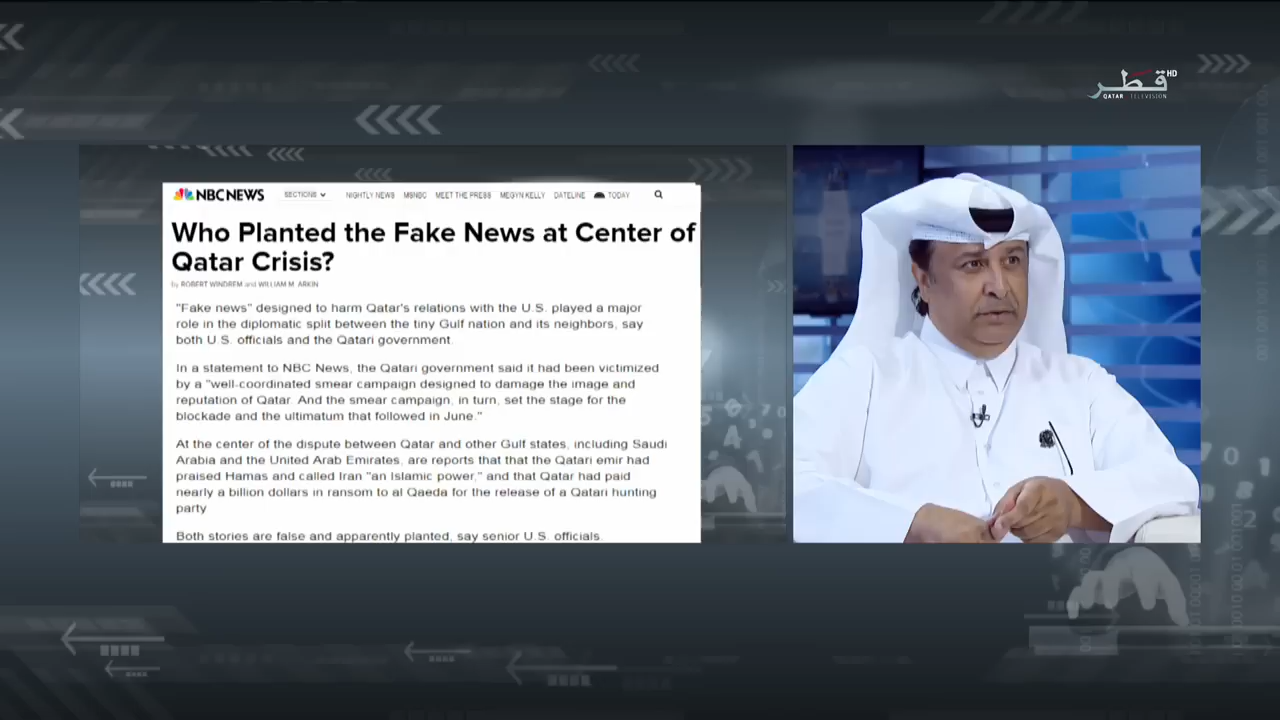 قطر HD
QATAR TELEVISION
NBC NEWS SECTIONS NIGHTLY NEWS MSNBC MEET THE PRESS MEGYN KELLY DATELINE TODAY
Who Planted the Fake News at Center of
Qatar Crisis?
by ROBERT WINDREM and WILLIAM M. ARKIN
"Fake news" designed to harm Qatar's relations with the U.S. played a major
role in the diplomatic split between the tiny Gulf nation and its neighbors, say
both U.S. officials and the Qatari government.
In a statement to NBC News, the Qatari government said it had been victimized
by a "well-coordinated smear campaign designed to damage the image and
reputation of Qatar. And the smear campaign, in turn, set the stage for the
blockade and the ultimatum that followed in June."
At the center of the dispute between Qatar and other Gulf states, including Saudi
Arabia and the United Arab Emirates, are reports that that the Qatari emir had
praised Hamas and called Iran "an Islamic power," and that Qatar had paid
nearly a billion dollars in ransom to al Qaeda for the release of a Qatari hunting
party
Both stories are false and apparently planted, say senior U.S. officials.